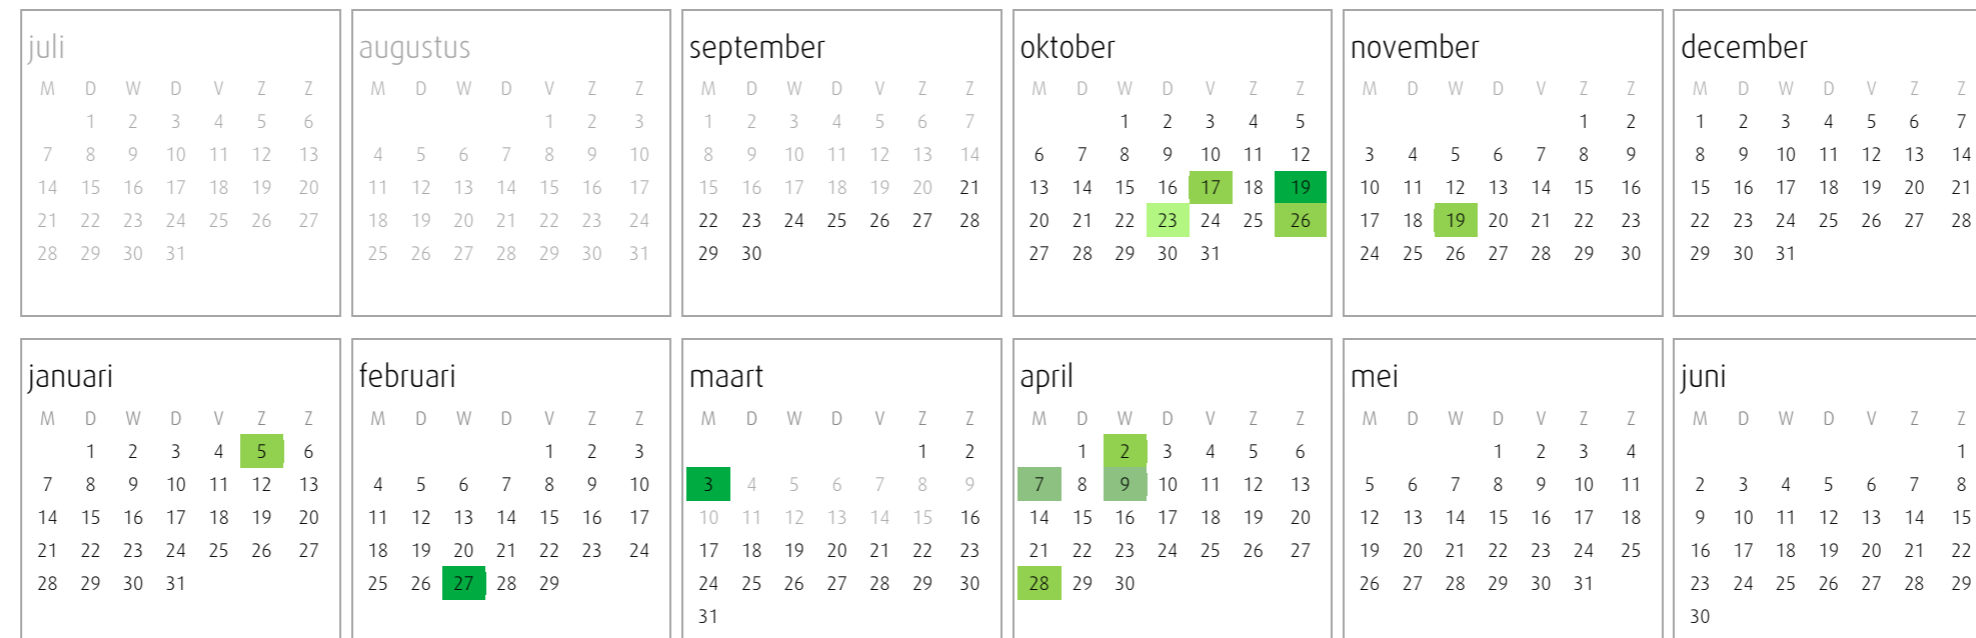 juli
M D W D V Z Z
1 2 3 4 5 6
7 8 9 10 11 12 13
14 15 16 17 18 19 20
21 22 23 24 25 26 27
28 29 30 31
augustus
M D W D V Z Z
1 2 3
4 5 6 7 8 9 10
11 12 13 14 15 16 17
18 19 20 21 22 23 24
25 26 27 28 29 30 31
september
M D W D V Z Z
1 2 3 4 5 6 7
8 9 10 11 12 13 14
15 16 17 18 19 20 21
22 23 24 25 26 27 28
29 30
oktober
M D W D V Z Z
1 2 3 4 5
6 7 8 9 10 11 12
13 14 15 16 17 18 19
20 21 22 23 24 25 26
27 28 29 30 31
november
M D W D V Z Z
1 2
3 4 5 6 7 8 9
10 11 12 13 14 15 16
17 18 19 20 21 22 23
24 25 26 27 28 29 30
december
M D W D V Z Z
1 2 3 4 5 6 7
8 9 10 11 12 13 14
15 16 17 18 19 20 21
22 23 24 25 26 27 28
29 30 31
januari
M D W D V Z Z
1 2 3 4 5 6
7 8 9 10 11 12 13
14 15 16 17 18 19 20
21 22 23 24 25 26 27
28 29 30 31
februari
M D W D V Z Z
1 2 3
4 5 6 7 8 9 10
11 12 13 14 15 16 17
18 19 20 21 22 23 24
25 26 27 28 29
maart
M D W D V Z Z
1 2
3 4 5 6 7 8 9
10 11 12 13 14 15 16
17 18 19 20 21 22 23
24 25 26 27 28 29 30
31
april
M D W D V Z Z
1 2 3 4 5 6
7 8 9 10 11 12 13
14 15 16 17 18 19 20
21 22 23 24 25 26 27
28 29 30
mei
M D W D V Z Z
1 2 3 4
5 6 7 8 9 10 11
12 13 14 15 16 17 18
19 20 21 22 23 24 25
26 27 28 29 30 31
juni
M D W D V Z Z
1
2 3 4 5 6 7 8
9 10 11 12 13 14 15
16 17 18 19 20 21 22
23 24 25 26 27 28 29
30